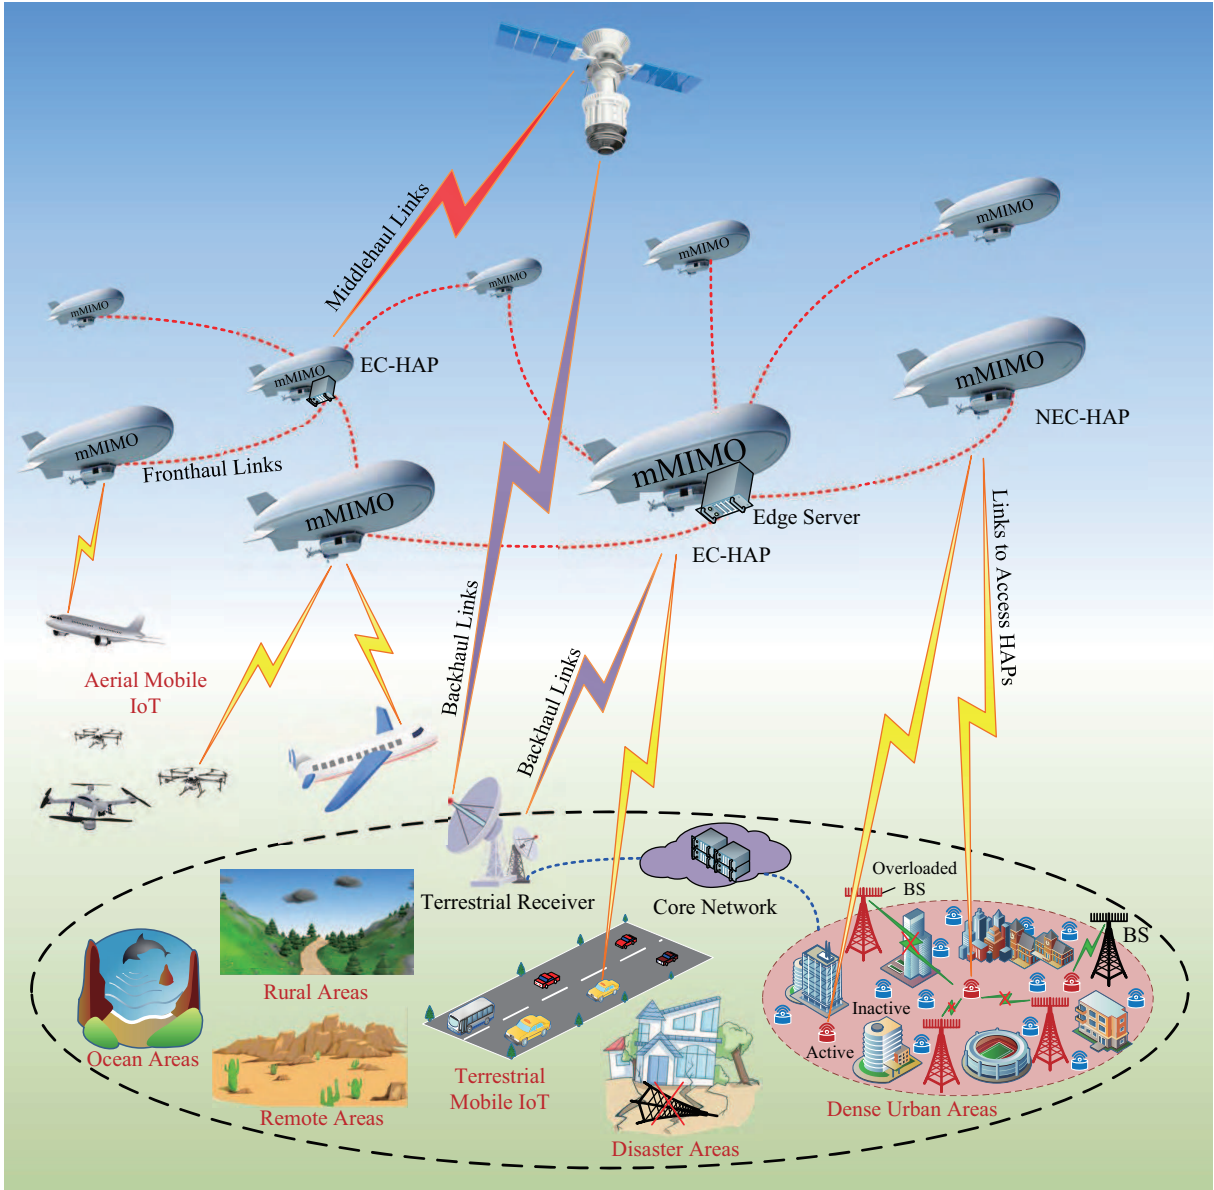 Middlehaul Links
mMIMO
mMIMO
mMIMO
mMIMO
mMIMO
EC-HAP
mMIMO
mMIMO
NEC-HAP
mMIMO
Fronthaul Links
mMIMO
mMIMO
Edge Server
EC-HAP
Links to Access HAPs
Backhaul Links
Backhaul Links
Aerial Mobile
IoT
Terrestrial Receiver
Core Network
Overloaded
BS
BS
Rural Areas
Inactive
Active
Ocean Areas
Remote Areas
Terrestrial
Mobile IoT
Disaster Areas
Dense Urban Areas